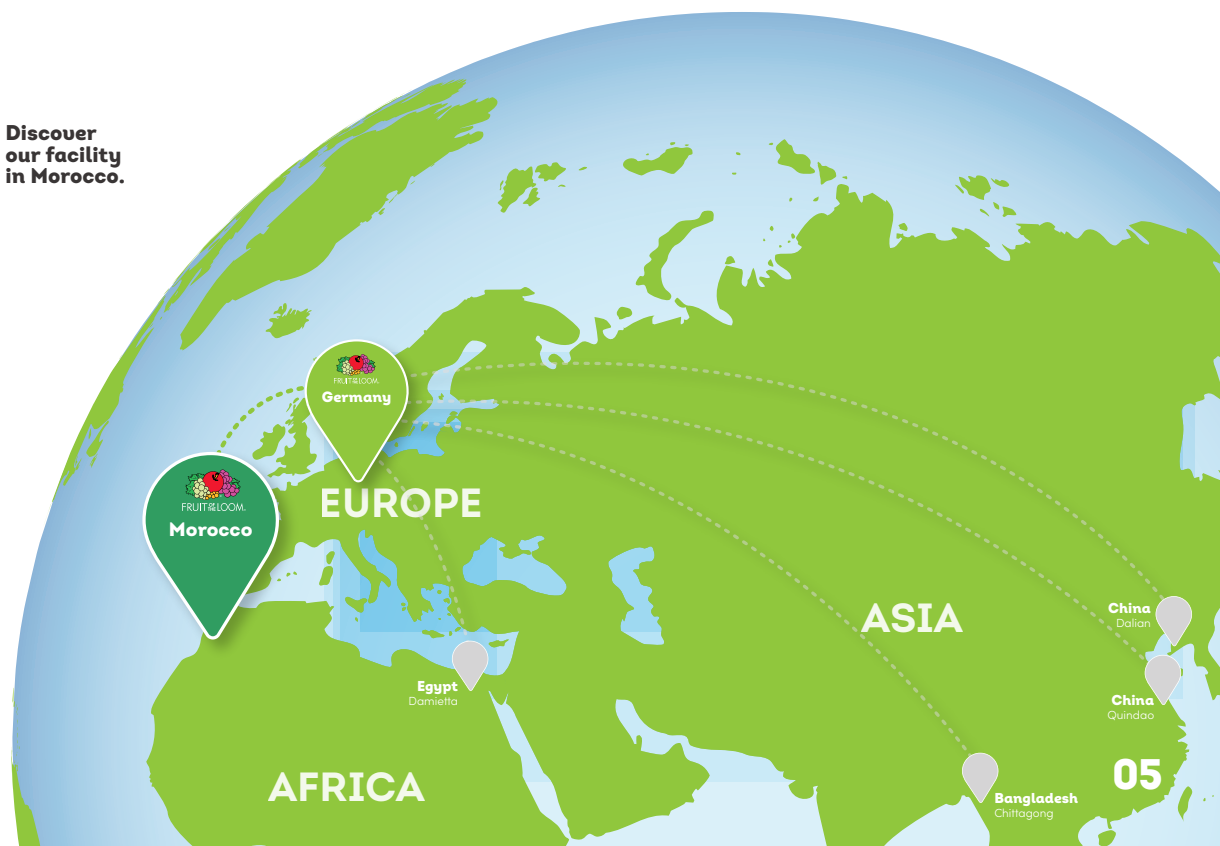 Discover
our facility
in Morocco.
FRUIT OF THE LOOM.
Germany
FRUIT OF THE LOOM.
Morocco
EUROPE
ASIA
China
Dalian
Egypt
Damietta
China
Quindao
AFRICA
05
Bangladesh
Chittagong